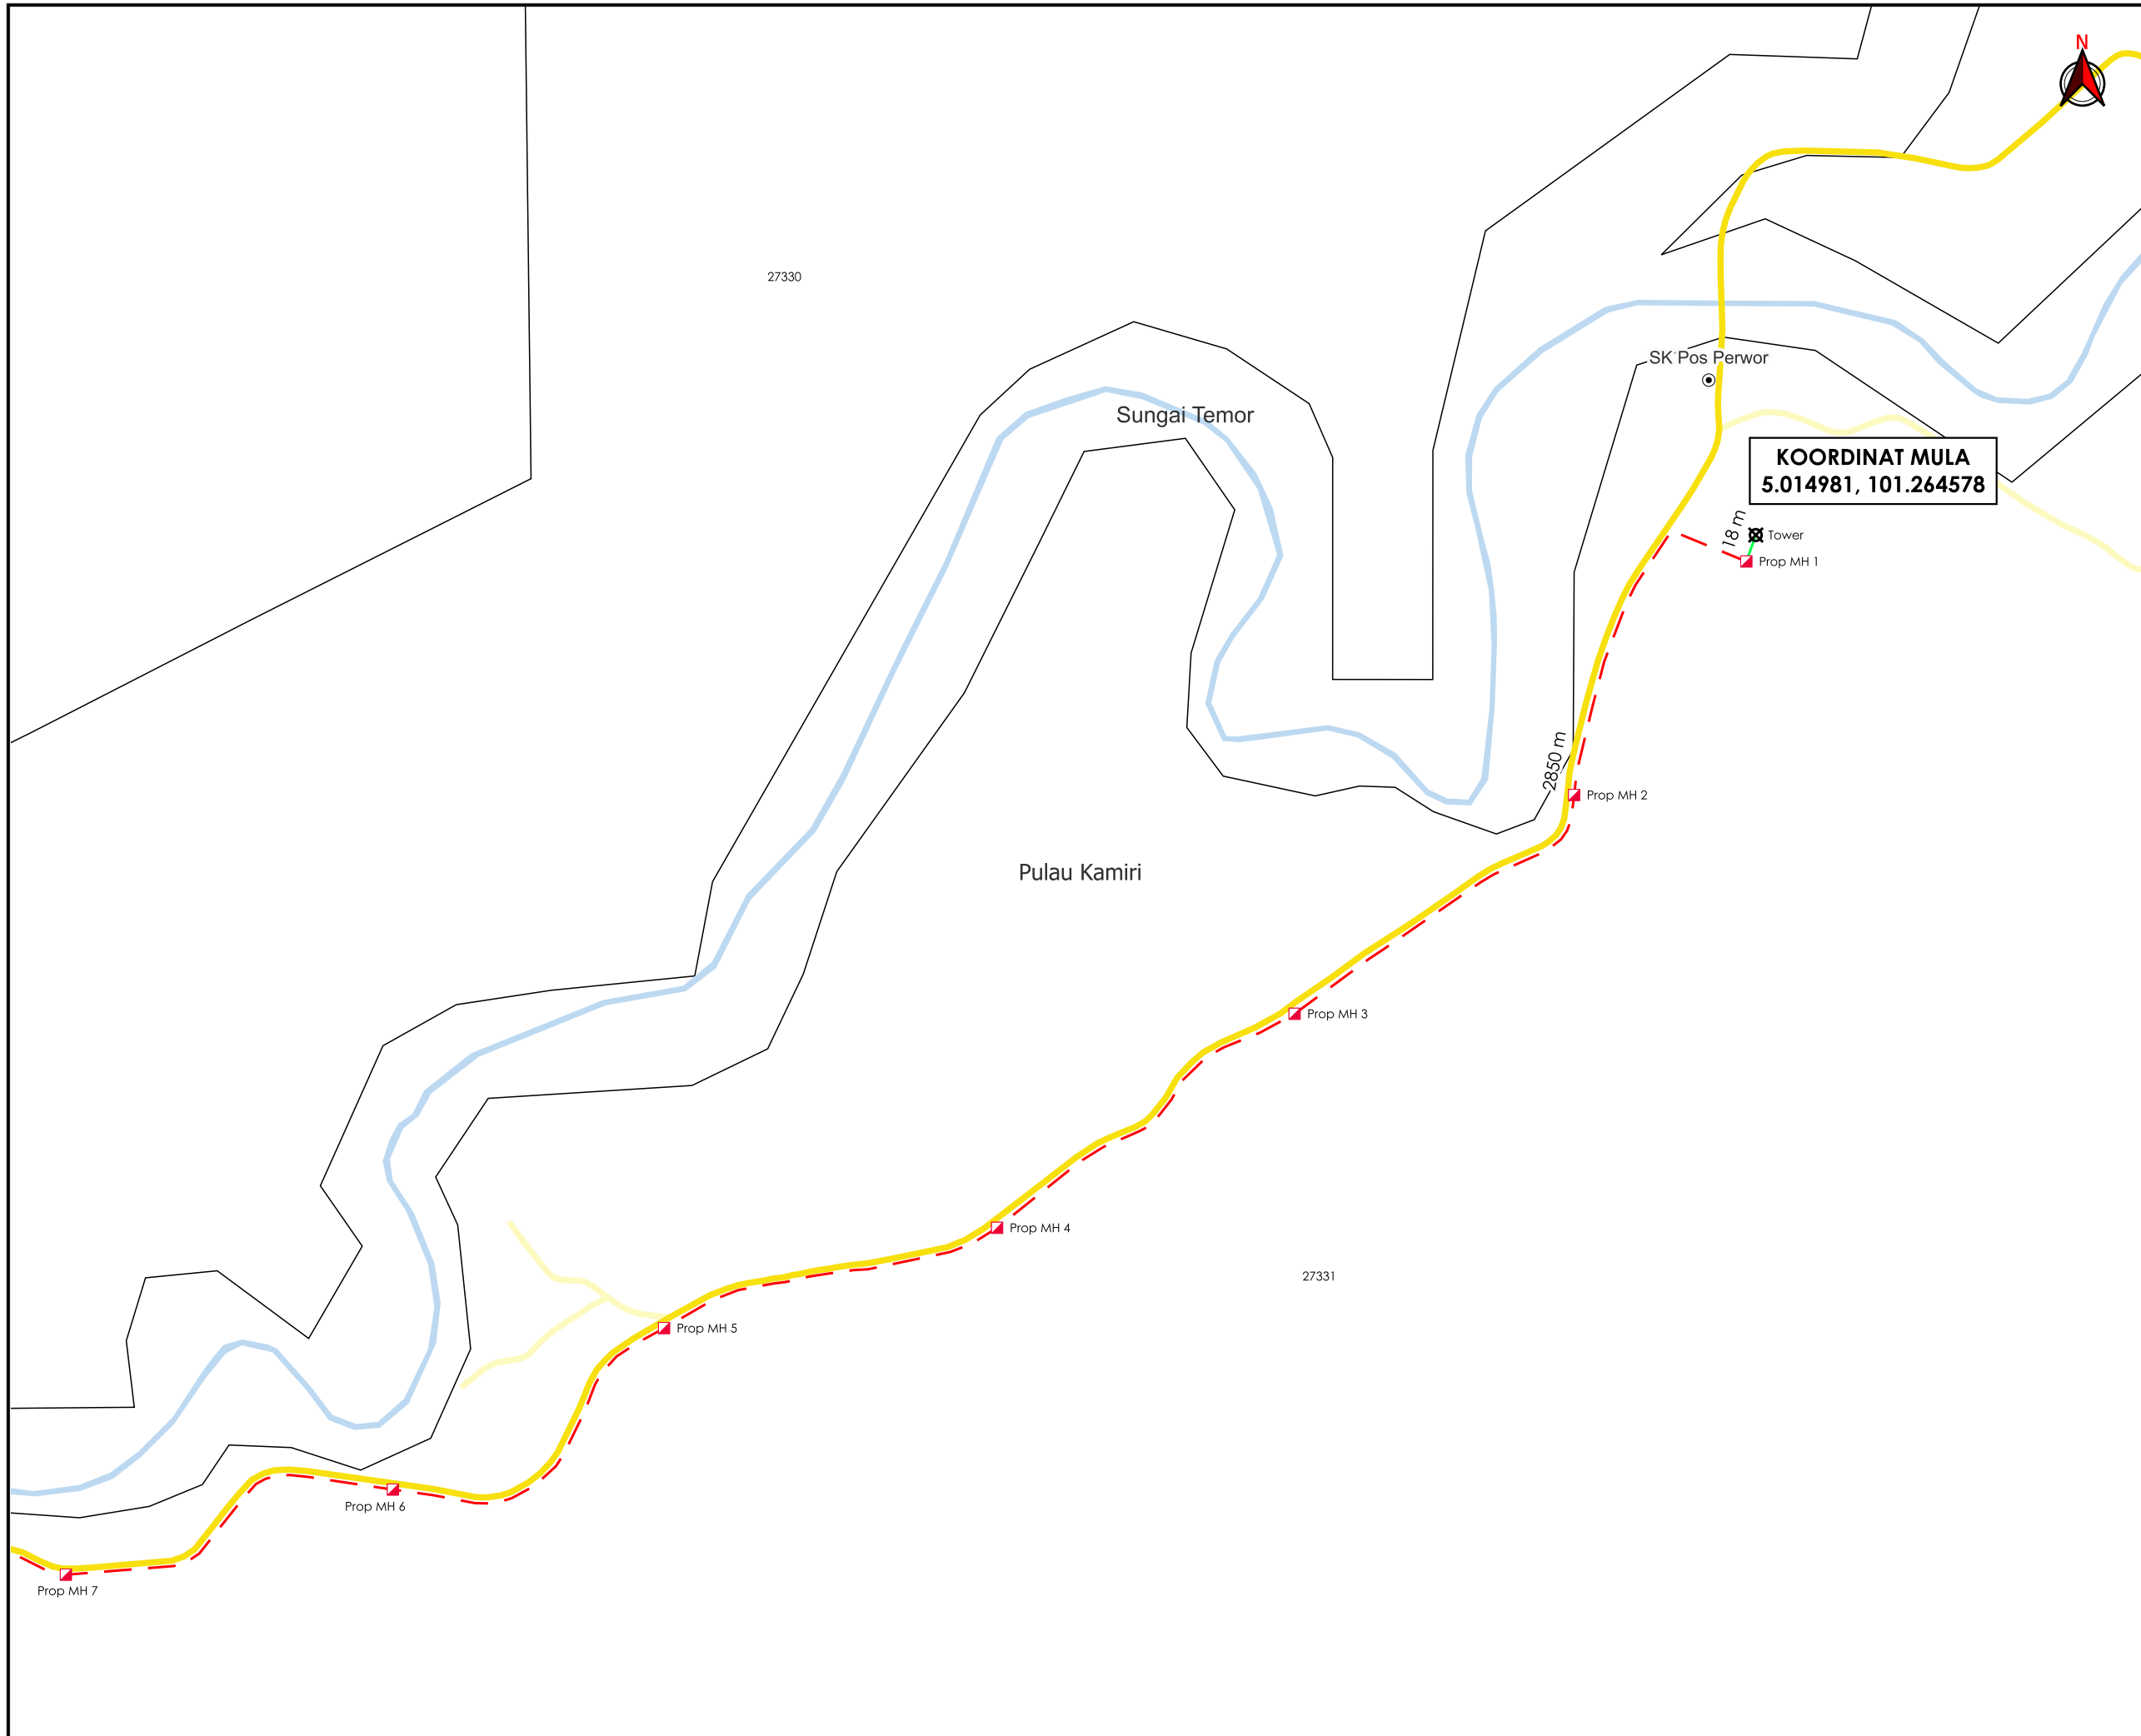 N
27330
SK Pos Perwor
Sungai Temor
KOORDINAT MULA
5.014981, 101.264578
18 m
Tower
Prop MH 1
2850 m
Prop MH 2
Pulau Kamiri
Prop MH 3
Prop MH 4
27331
Prop MH 5
Prop MH 6
Prop MH 7